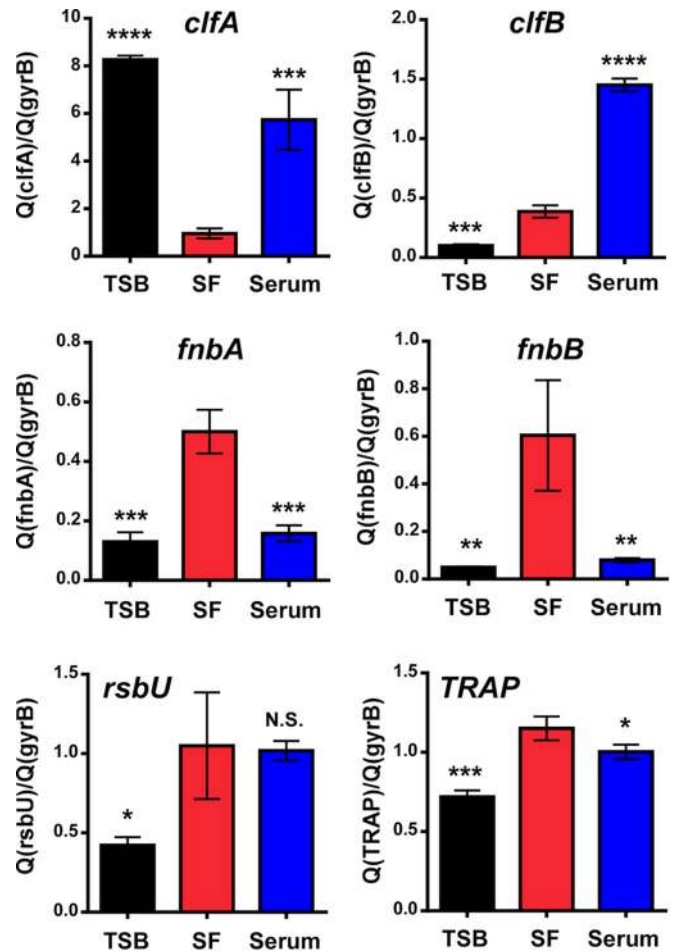 clfA
Q(clfA)/Q(gyrB)
10
8
6
4
2
0
****
***
TSB SF Serum
clfB
Q(clfB)/Q(gyrB)
2.0
1.5
1.0
0.5
0.0
***
****
TSB SF Serum
fnbA
Q(fnbA)/Q(gyrB)
0.8
0.6
0.4
0.2
0.0
***
***
TSB SF Serum
fnbB
Q(fnbB)/Q(gyrB)
1.0
0.8
0.6
0.4
0.2
0.0
**
**
TSB SF Serum
rsbU
Q(rsbU)/Q(gyrB)
1.5
1.0
0.5
0.0
*
N.S.
TSB SF Serum
TRAP
Q(TRAP)/Q(gyrB)
1.5
1.0
0.5
0.0
***
*
TSB SF Serum